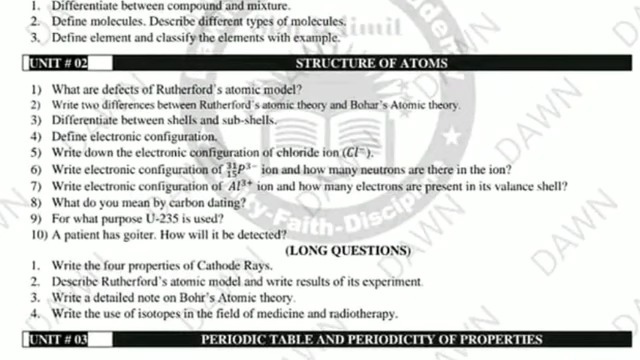 1. Differentiate between compound and mixture.
2. Define molecules. Describe different types of molecules.
3. Define element and classify the elements with example.
UNIT # 02 STRUCTURE OF ATOMS
1) What are defects of Rutherford's atomic model?
2) Write two differences between Rutherford's atomic theory and Bohar's Atomic theory.
3) Differentiate between shells and sub-shells.
4) Define electronic configuration.
5) Write down the electronic configuration of chloride ion (Cl⁻).
6) Write electronic configuration of ³¹₁₅P³⁻ ion and how many neutrons are there in the ion?
7) Write electronic configuration of Al³⁺ ion and how many electrons are present in its valance shell?
8) What do you mean by carbon dating?
9) For what purpose U-235 is used?
10) A patient has goiter. How will it be detected?
(LONG QUESTIONS)
1. Write the four properties of Cathode Rays.
2. Describe Rutherford's atomic model and write results of its experiment.
3. Write a detailed note on Bohr's Atomic theory.
4. Write the use of isotopes in the field of medicine and radiotherapy.
UNIT # 03 PERIODIC TABLE AND PERIODICITY OF PROPERTIES
DAWN
DAWN
DAWN
DAWN
DAWN
-Faith-Discip